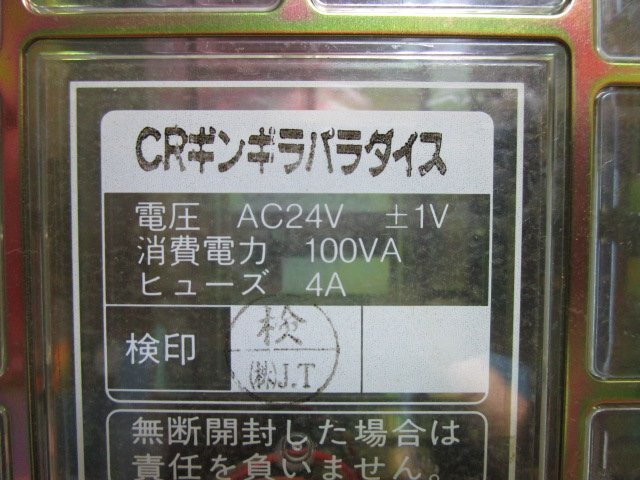 CRギンギラパラダイス
電圧 AC24V ±1V
消費電力 100VA
ヒューズ 4A
検印
検
㈱J.T
無断開封した場合は
責任を負いません。